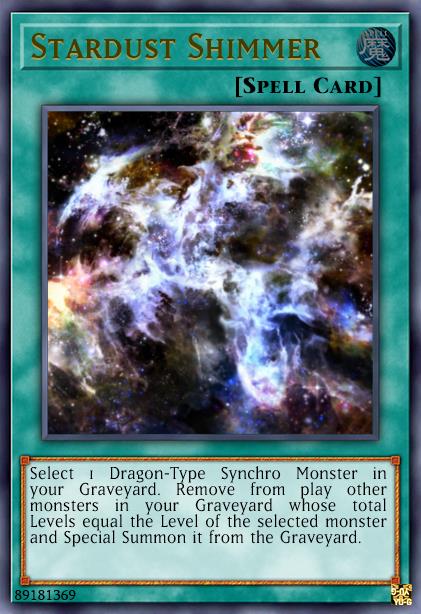 Stardust Shimmer
魔
[Spell Card]
Select 1 Dragon-Type Synchro Monster in
your Graveyard. Remove from play other
monsters in your Graveyard whose total
Levels equal the Level of the selected monster
and Special Summon it from the Graveyard.
89181369